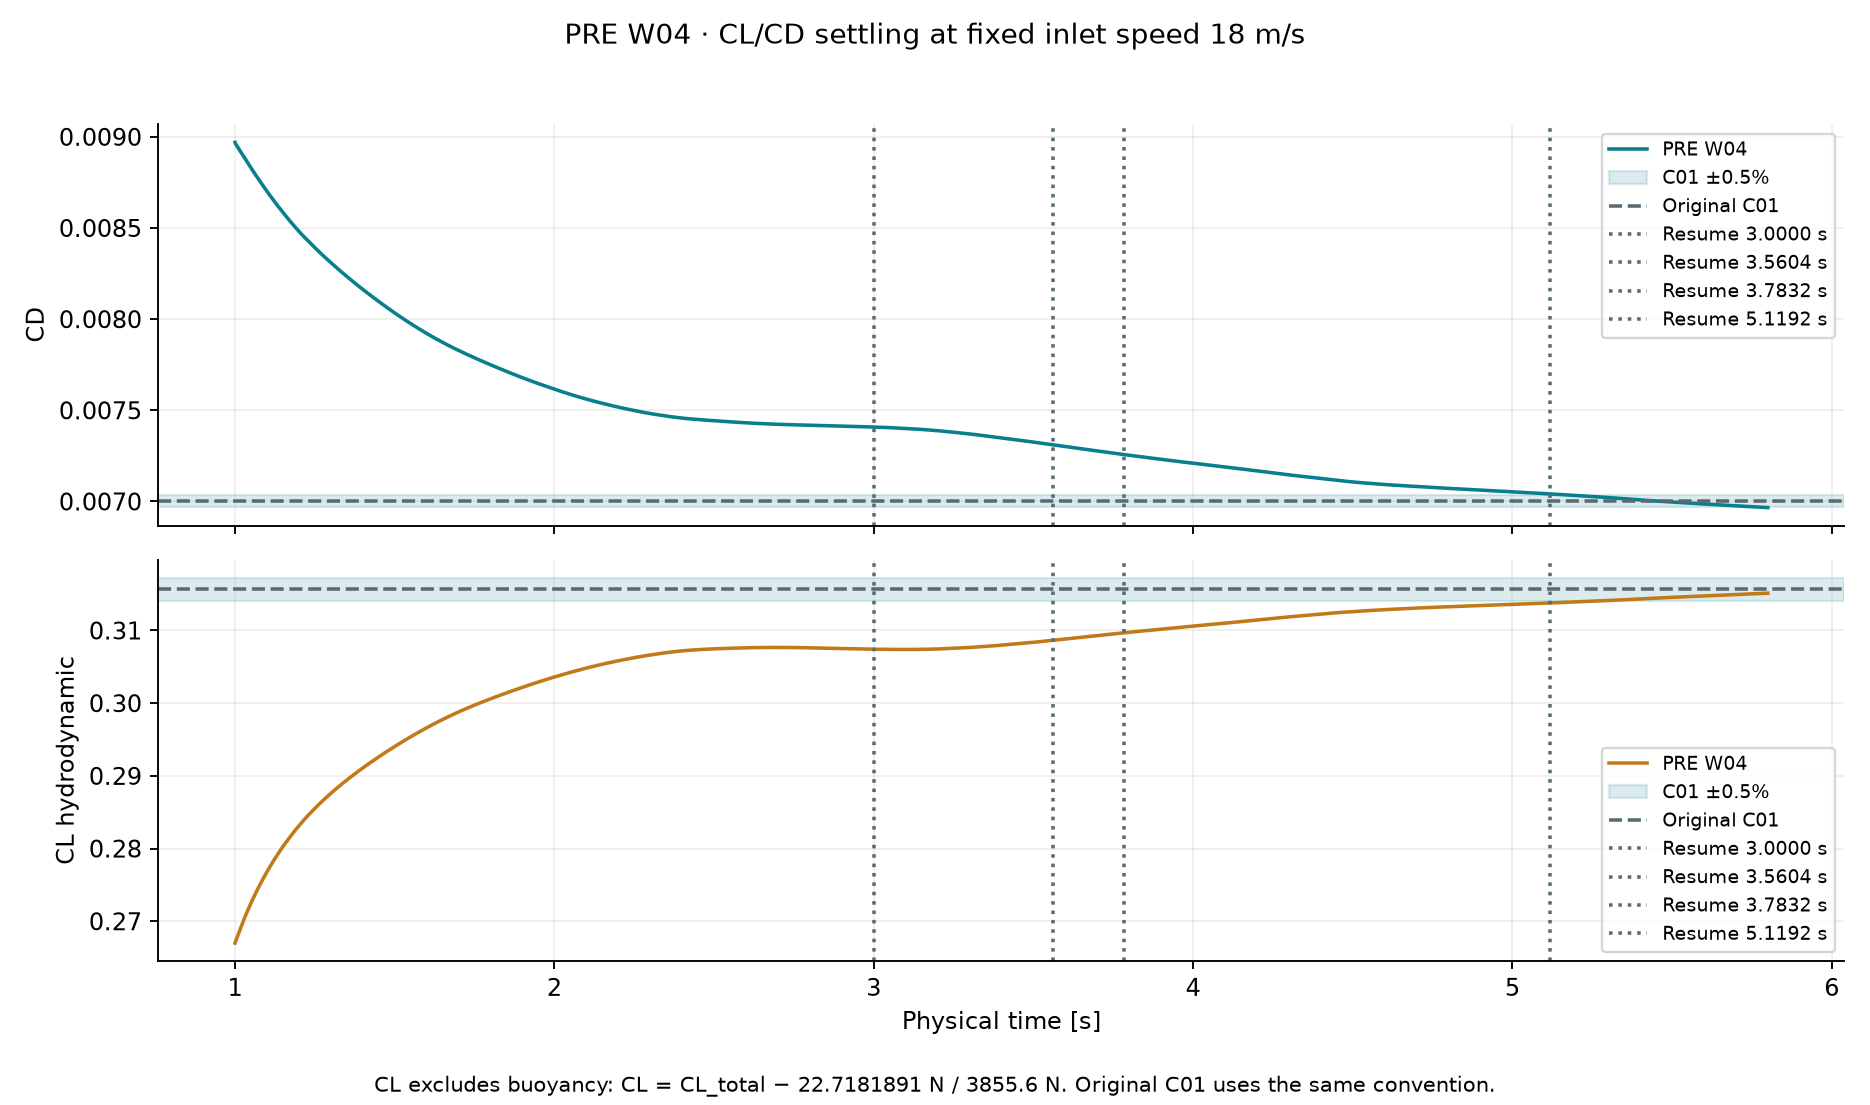 PRE W04 · CL/CD settling at fixed inlet speed 18 m/s
0.0090
0.0085
0.0080
0.0075
0.0070
CD
PRE W04
C01 ±0.5%
Original C01
Resume 3.0000 s
Resume 3.5604 s
Resume 3.7832 s
Resume 5.1192 s
0.31
0.30
0.29
0.28
0.27
CL hydrodynamic
PRE W04
C01 ±0.5%
Original C01
Resume 3.0000 s
Resume 3.5604 s
Resume 3.7832 s
Resume 5.1192 s
1 2 3 4 5 6
Physical time [s]
CL excludes buoyancy: CL = CL_total − 22.7181891 N / 3855.6 N. Original C01 uses the same convention.